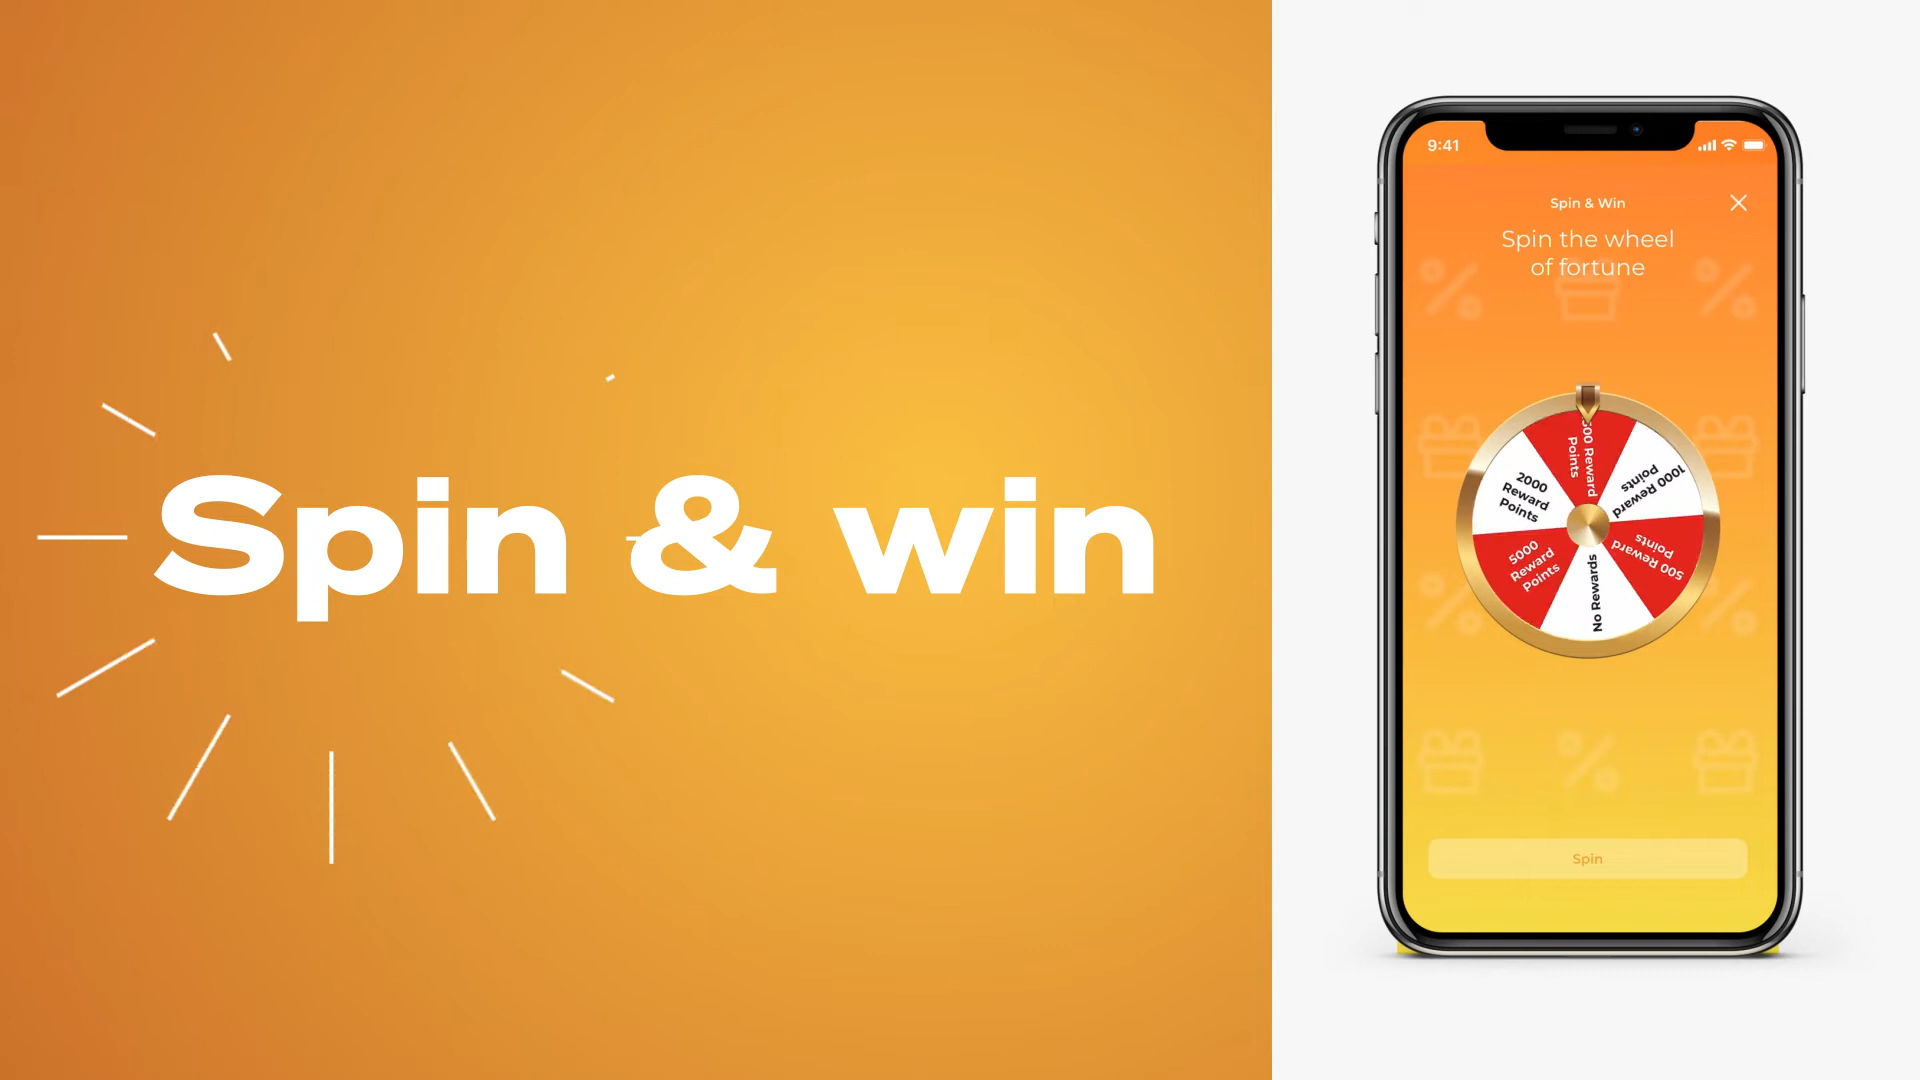 Spin & win
9:41
Spin & Win
Spin the wheel
of fortune
Reward
Points
1000 Reward
Points
500 Reward
Points
No Rewards
5000
Reward
Points
2000
Reward
Points
Spin